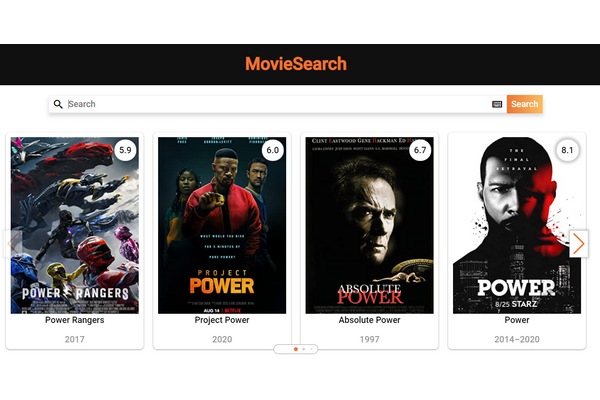 MovieSearch
Search
Search
5.9
POWER RANGERS
Power Rangers
2017
6.0
JAMIE FOXX
JOSEPH GORDON-LEVITT
DOMINIQUE FISHBACK
WHAT WOULD YOU RISK
FOR 5 MINUTES OF
PURE POWER?
PROJECT
POWER
AUG 14 | NETFLIX
Project Power
2020
6.7
CLINT EASTWOOD GENE HACKMAN ED HA
ABSOLUTE
POWER
Absolute Power
1997
8.1
THE
FINAL
BETRAYAL
POWER
8/25 STARZ
Power
2014–2020